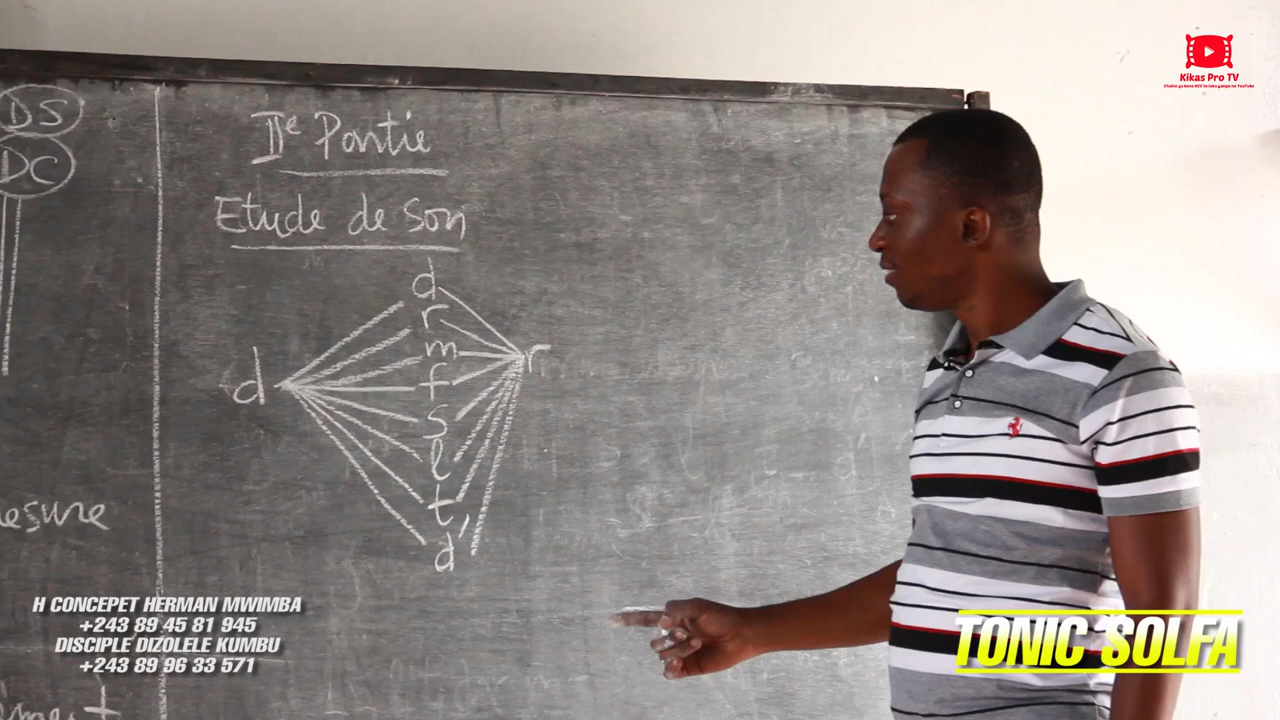 DS
DC
IIe Partie
Etude de Son
d
r
m
f
s
l
t
d'
d
r
esure
ment
Kikas Pro TV
H CONCEPET HERMAN MWIMBA
+243 89 45 81 945
DISCIPLE DIZOLELE KUMBU
+243 89 96 33 571
TONIC SOLFA